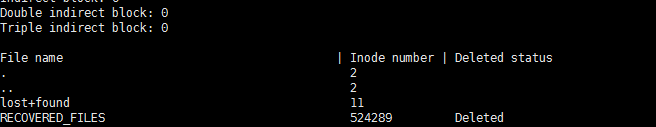 Indirect block: 0
Double indirect block: 0
Triple indirect block: 0
File name | Inode number | Deleted status
. 2
.. 2
lost+found 11
RECOVERED_FILES 524289 Deleted